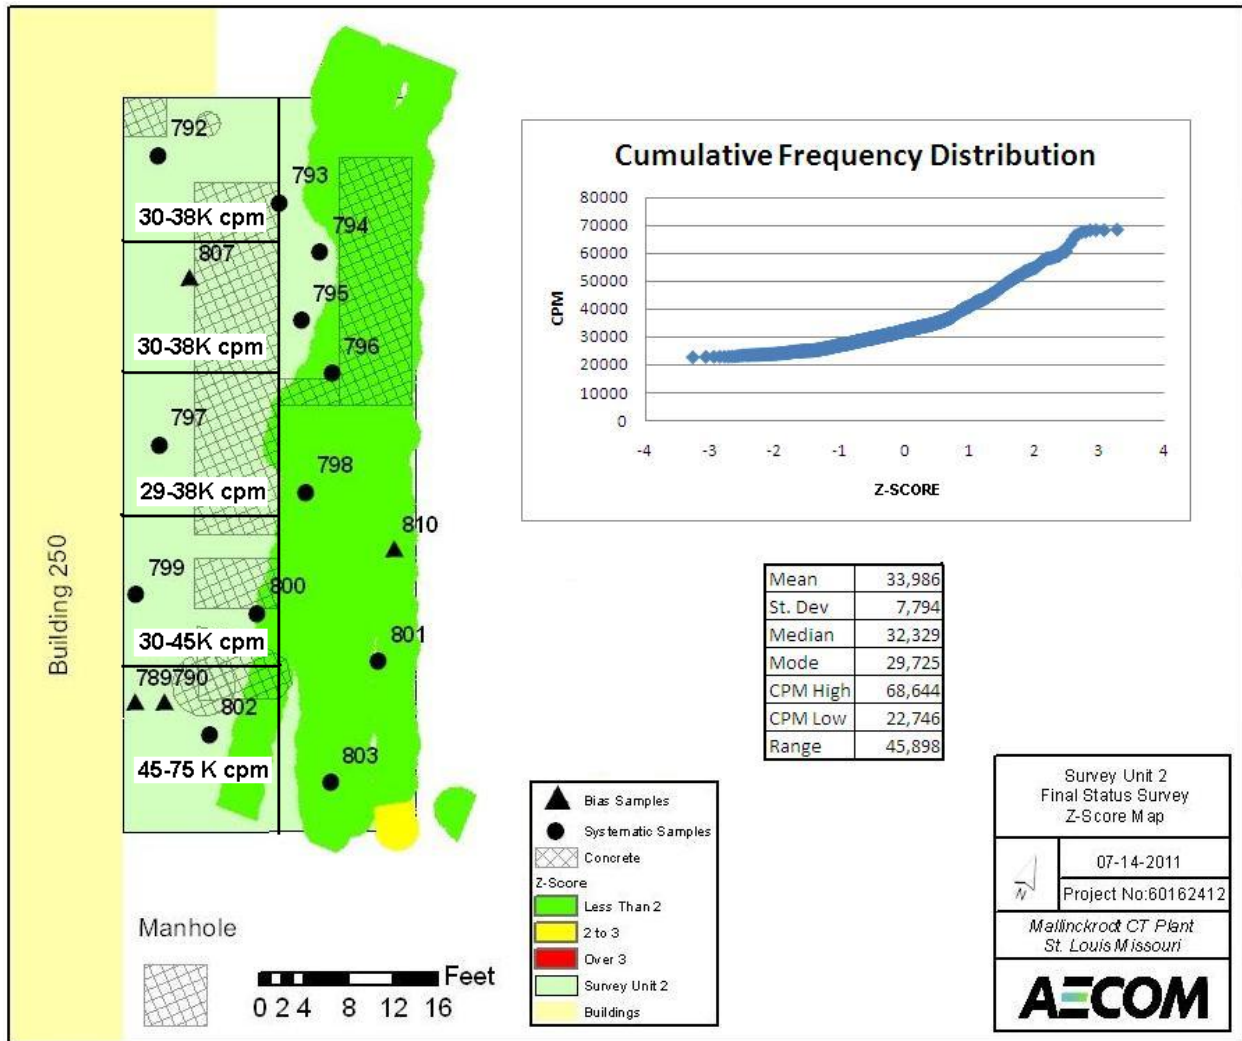 792
793
30-38K cpm
794
807
795
30-38K cpm
796
797
798
29-38K cpm
810
799
800
801
30-45K cpm
789790
802
803
45-75 K cpm
Building 250
Manhole
0 2 4 8 12 16 Feet
Cumulative Frequency Distribution
80000
70000
60000
50000
40000
30000
20000
10000
0
-4 -3 -2 -1 0 1 2 3 4
CPM
Z-SCORE
Mean 33,986
St. Dev 7,794
Median 32,329
Mode 29,725
CPM High 68,644
CPM Low 22,746
Range 45,898
Bias Samples
Systematic Samples
Concrete
Z-Score
Less Than 2
2 to 3
Over 3
Survey Unit 2
Buildings
Survey Unit 2
Final Status Survey
Z-Score Map
N
07-14-2011
Project No:60162412
Mallinckrodt CT Plant
St. Louis Missouri
AECOM